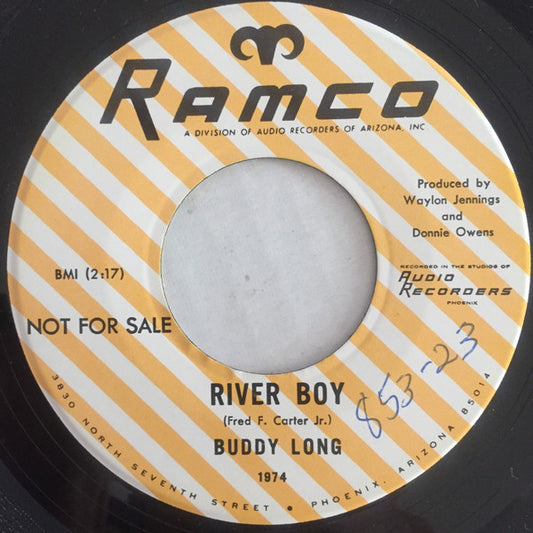 RAMCO
A DIVISION OF AUDIO RECORDERS OF ARIZONA, INC
Produced by
Waylon Jennings
and
Donnie Owens
BMI (2:17)
RECORDED IN THE STUDIOS OF
AUDIO
RECORDERS
PHOENIX
NOT FOR SALE
853-23
RIVER BOY
(Fred F. Carter Jr.)
BUDDY LONG
1974
3830 NORTH SEVENTH STREET • PHOENIX, ARIZONA 85014